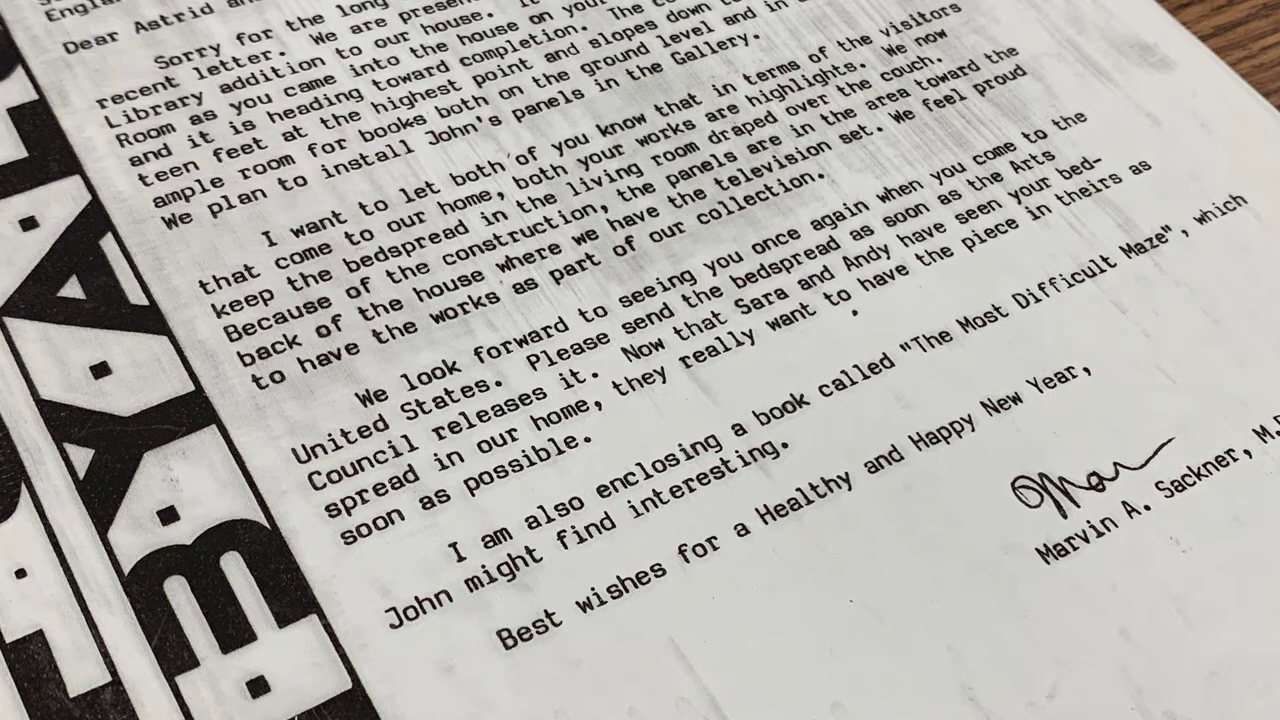 Englan
Dear Astrid an
Sorry for the long
recent letter. We are presen
Library addition to our house. It
Room as you came into the house on your
and it is heading toward completion. The c
teen feet at the highest point and slopes down t
ample room for books both on the ground level and in a
We plan to install John's panels in the Gallery.
I want to let both of you know that in terms of the visitors
that come to our home, both your works are highlights. We now
keep the bedspread in the living room draped over the couch.
Because of the construction, the panels are in the area toward the
back of the house where we have the television set. We feel proud
to have the works as part of our collection.
We look forward to seeing you once again when you come to the
United States. Please send the bedspread as soon as the Arts
Council releases it. Now that Sara and Andy have seen your bed-
spread in our home, they really want to have the piece in theirs as
soon as possible.
I am also enclosing a book called "The Most Difficult Maze", which
John might find interesting.
Best wishes for a Healthy and Happy New Year,
Mar
Marvin A. Sackner, M.D